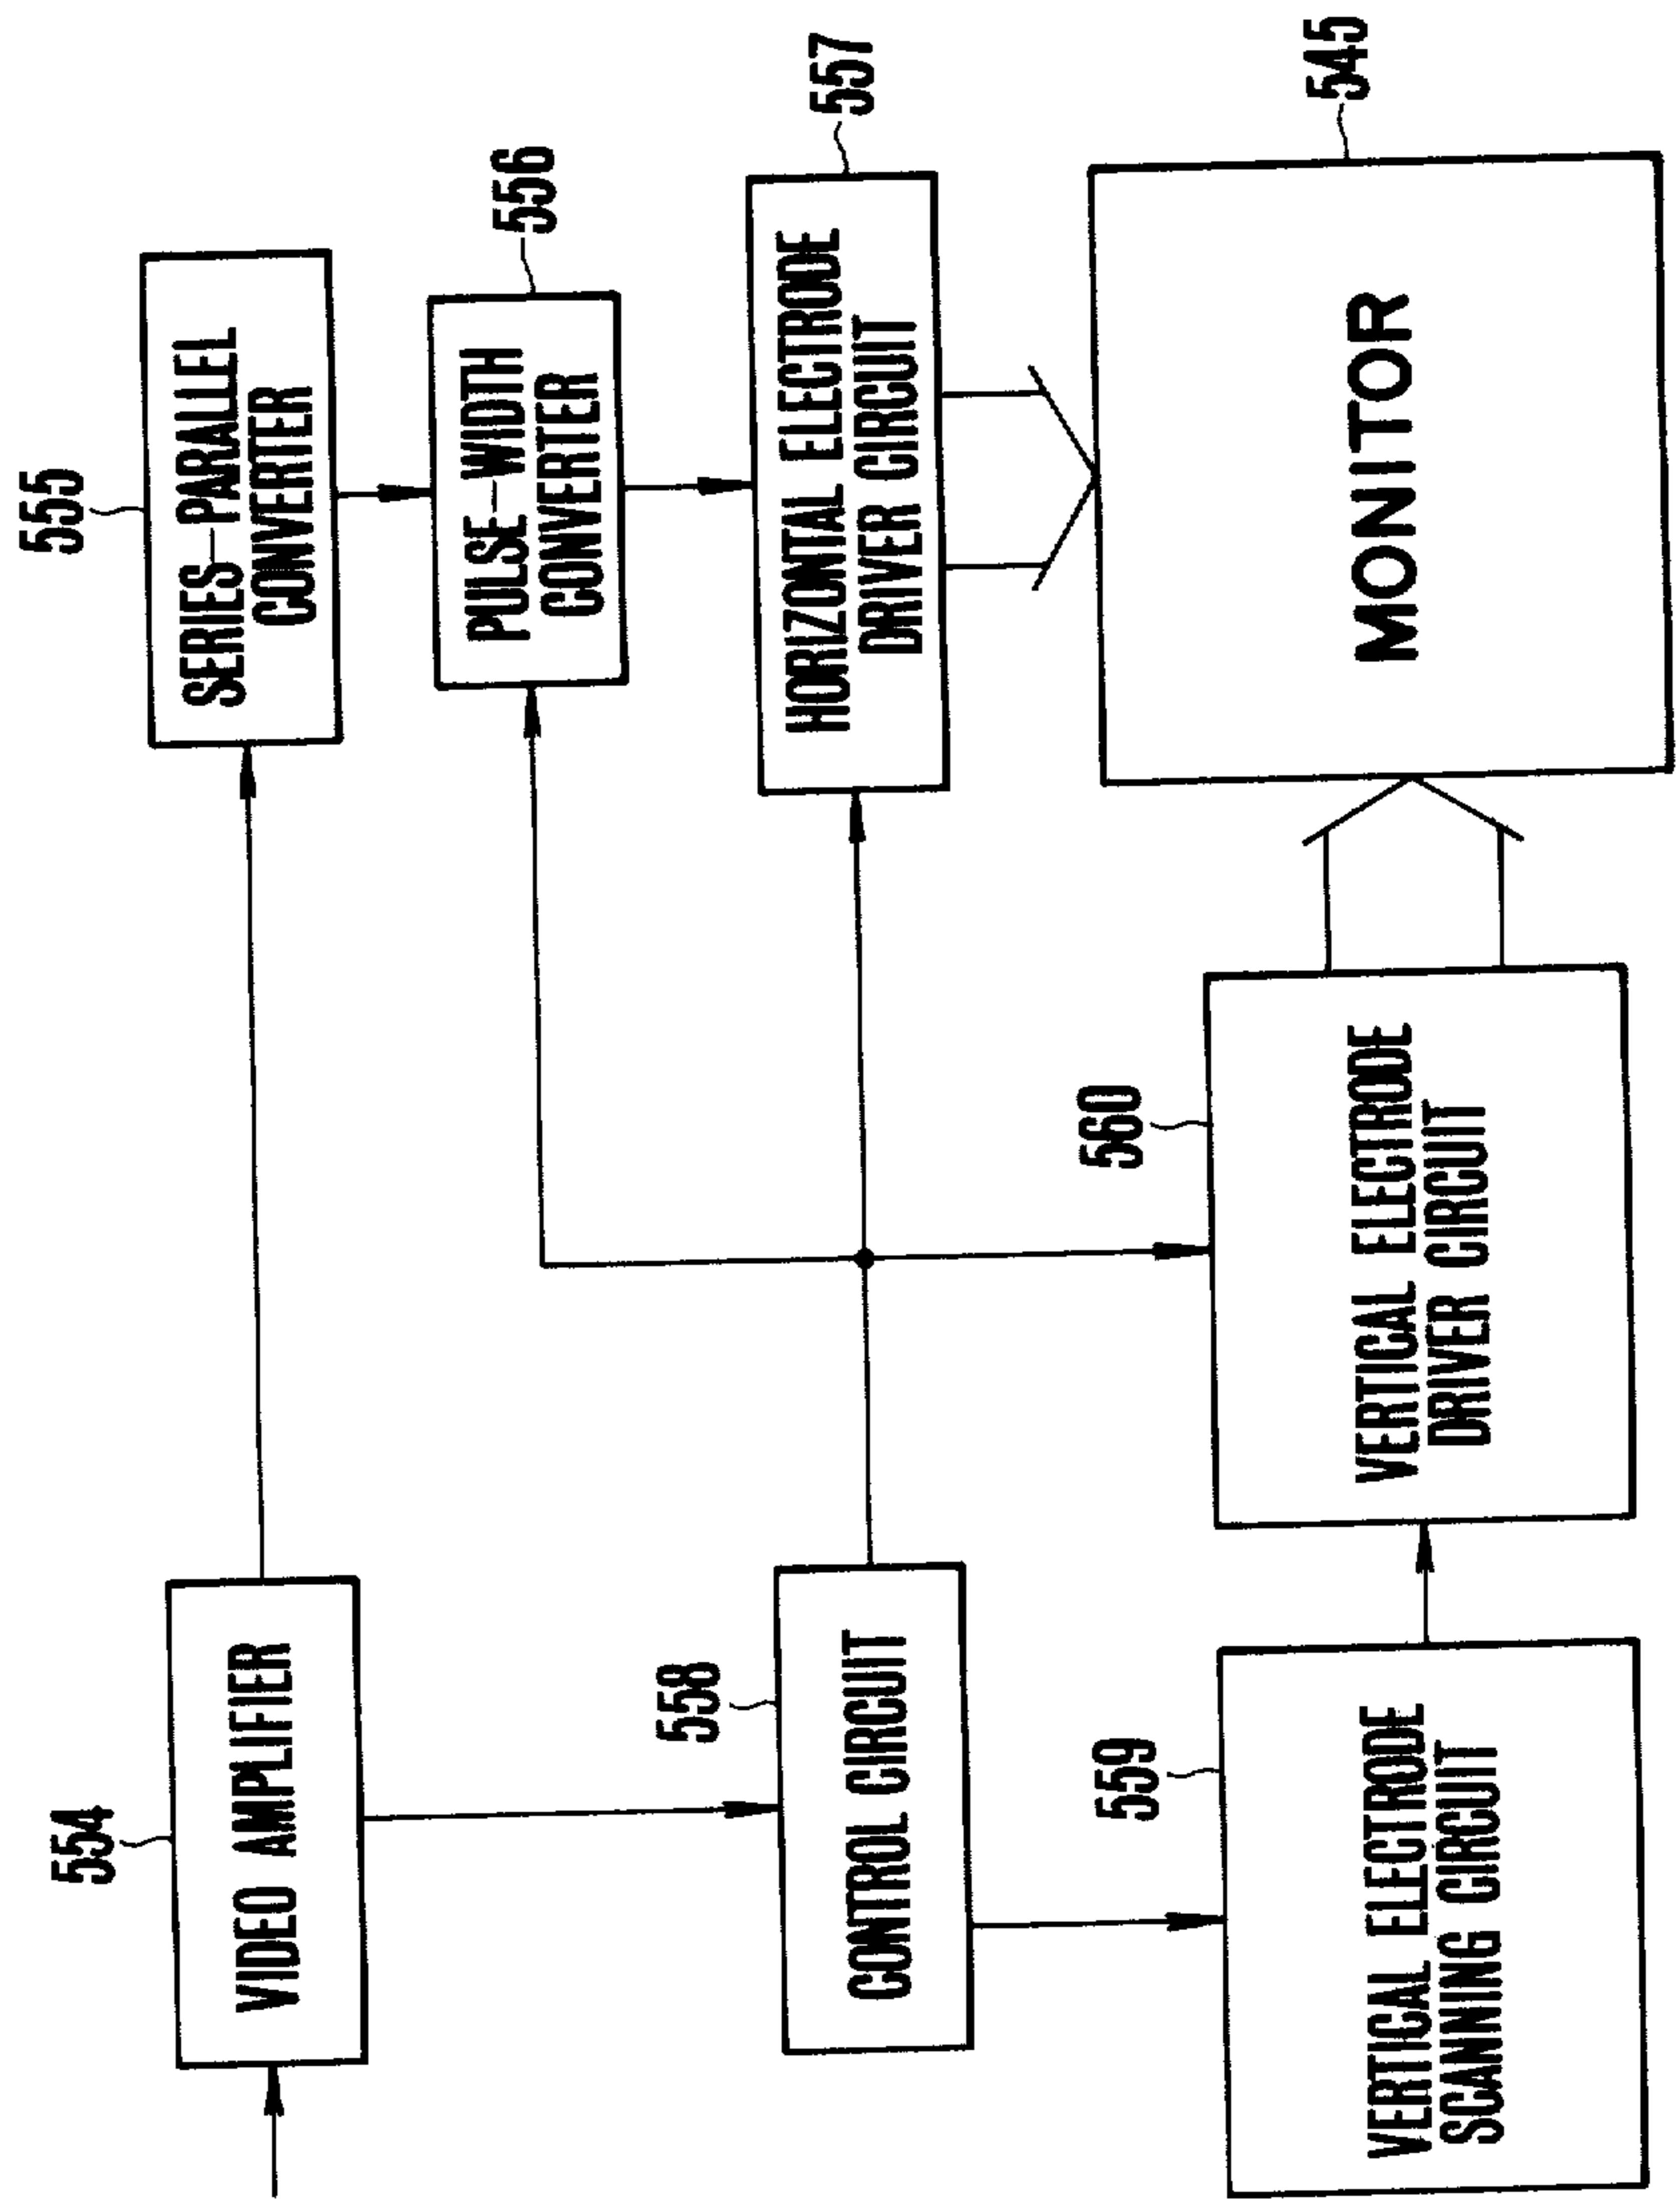 554
VIDEO AMPLIFIER
555
SERIES-PARALLEL
CONVERTER
556
PULSE-WIDTH
CONVERTER
558
CONTROL CIRCUIT
557
HORIZONTAL ELECTRODE
DRIVER CIRCUIT
559
VERTICAL ELECTRODE
SCANNING CIRCUIT
560
VERTICAL ELECTRODE
DRIVER CIRCUIT
545
MONITOR